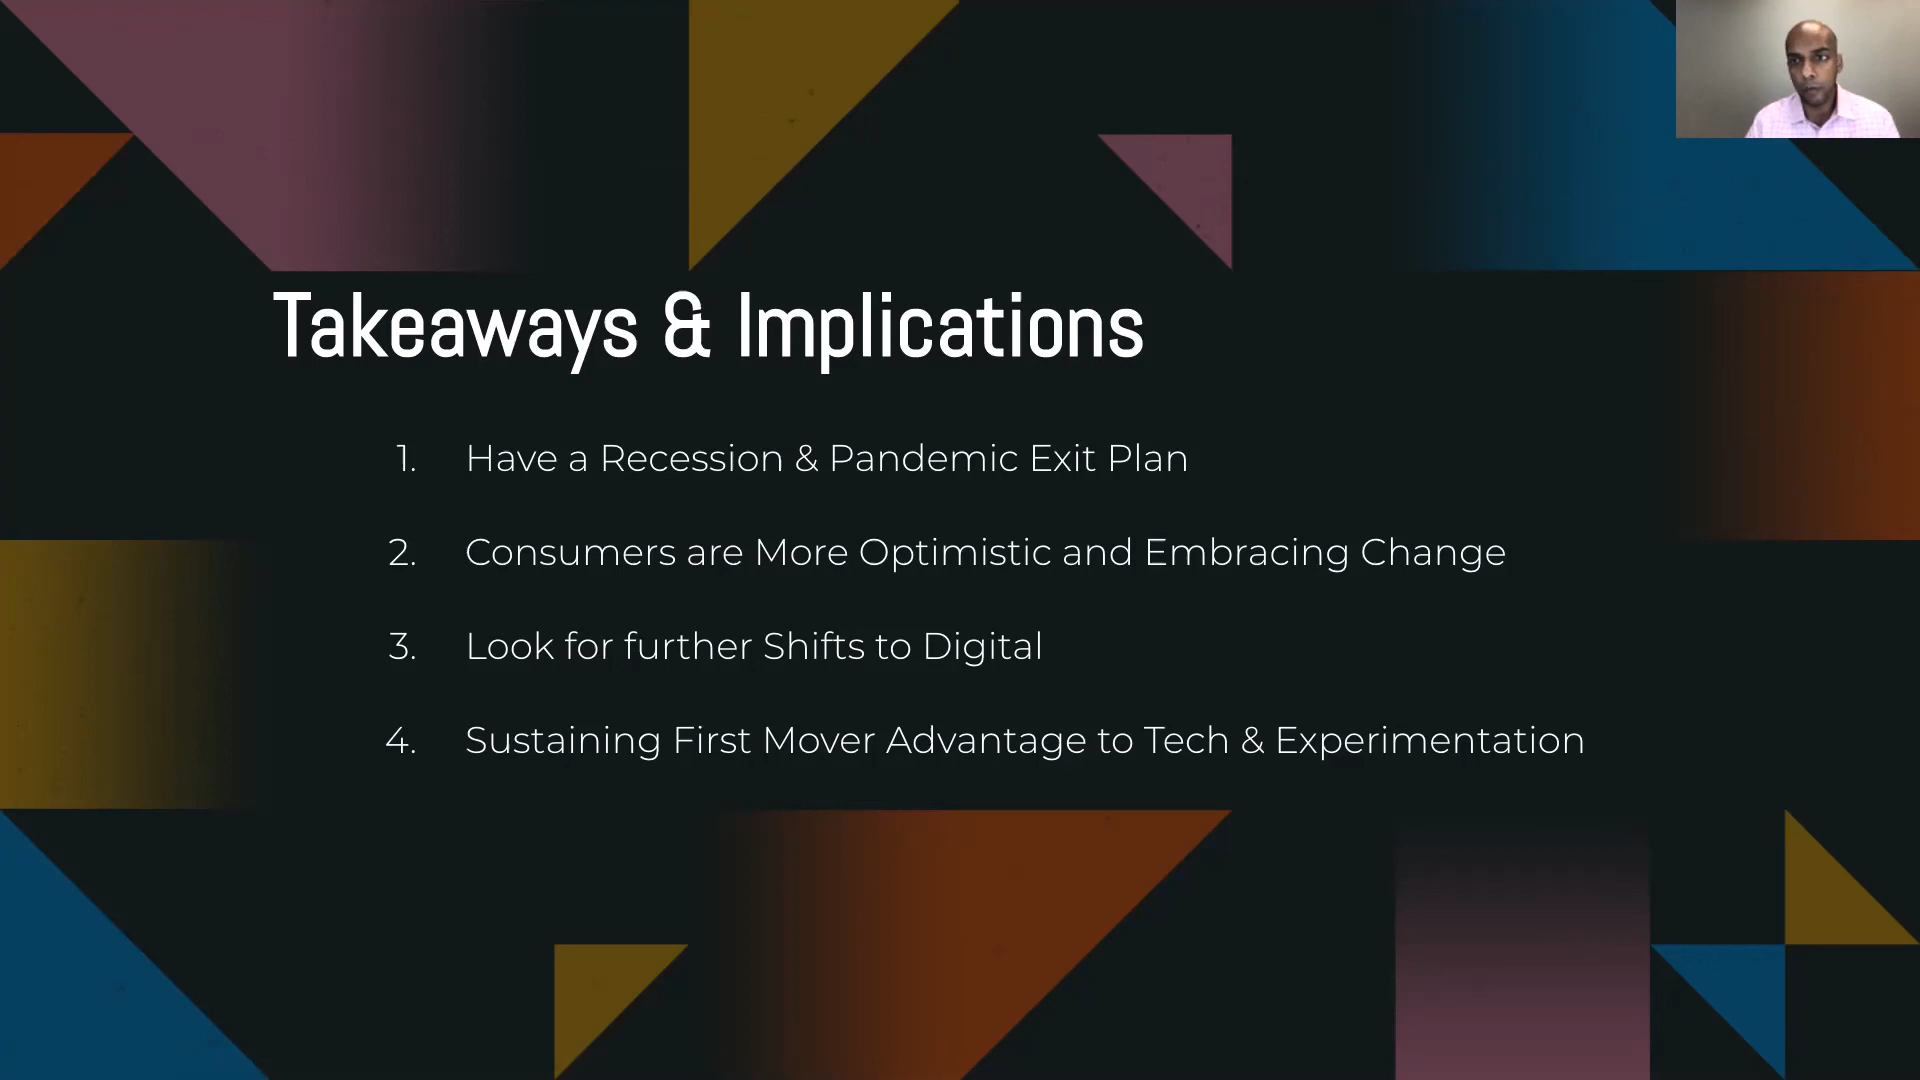 Takeaways & Implications
1. Have a Recession & Pandemic Exit Plan
2. Consumers are More Optimistic and Embracing Change
3. Look for further Shifts to Digital
4. Sustaining First Mover Advantage to Tech & Experimentation